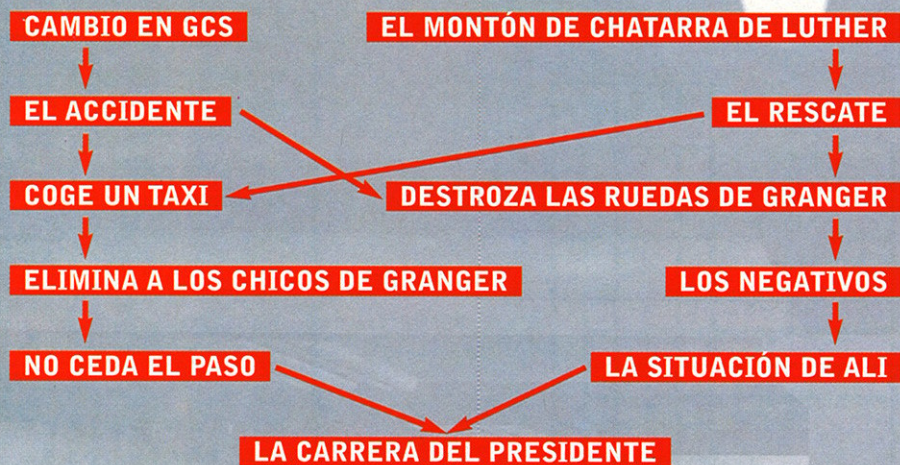 CAMBIO EN GCS
EL MONTÓN DE CHATARRA DE LUTHER
EL ACCIDENTE
EL RESCATE
COGE UN TAXI
DESTROZA LAS RUEDAS DE GRANGER
ELIMINA A LOS CHICOS DE GRANGER
LOS NEGATIVOS
NO CEDA EL PASO
LA SITUACIÓN DE ALI
LA CARRERA DEL PRESIDENTE